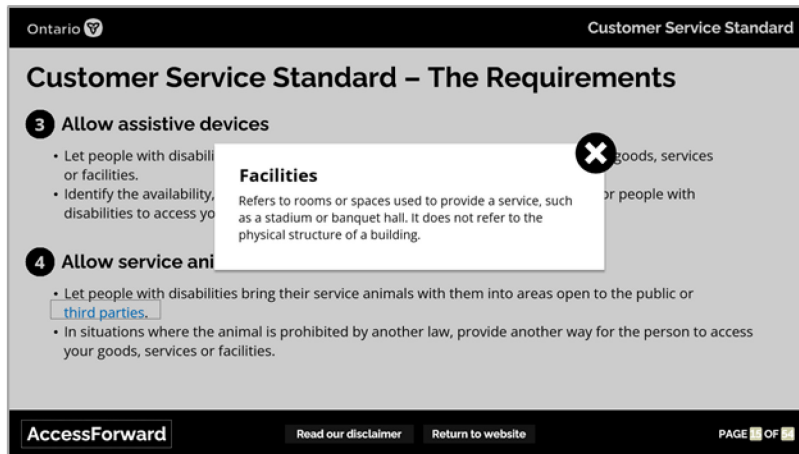 Ontario
Customer Service Standard
Customer Service Standard – The Requirements
3 Allow assistive devices
• Let people with disabili goods, services
or facilities.
• Identify the availability, or people with
disabilities to access yo
Facilities
Refers to rooms or spaces used to provide a service, such
as a stadium or banquet hall. It does not refer to the
physical structure of a building.
4 Allow service ani
• Let people with disabilities bring their service animals with them into areas open to the public or
third parties.
• In situations where the animal is prohibited by another law, provide another way for the person to access
your goods, services or facilities.
AccessForward
Read our disclaimer
Return to website
PAGE 15 OF 54